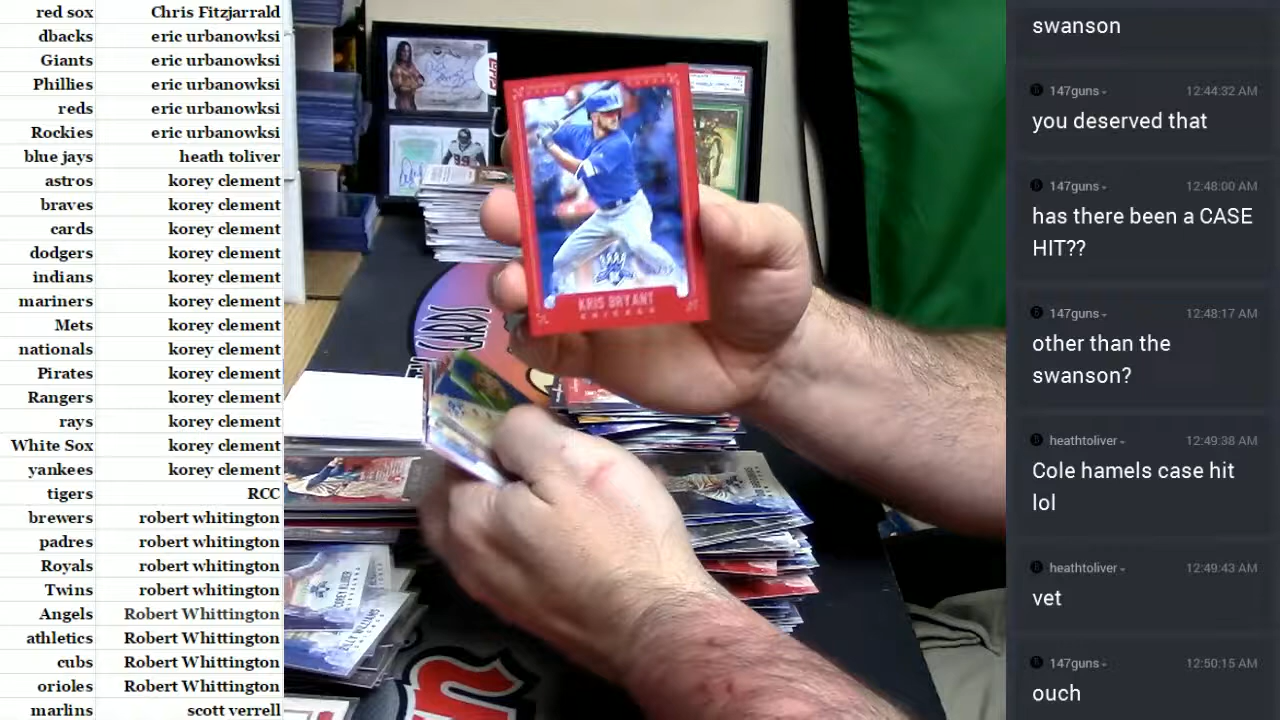 red sox Chris Fitzjarrald
dbacks eric urbanowksi
Giants eric urbanowksi
Phillies eric urbanowksi
reds eric urbanowksi
Rockies eric urbanowksi
blue jays heath toliver
astros korey clement
braves korey clement
cards korey clement
dodgers korey clement
indians korey clement
mariners korey clement
Mets korey clement
nationals korey clement
Pirates korey clement
Rangers korey clement
rays korey clement
White Sox korey clement
yankees korey clement
tigers RCC
brewers robert whitington
padres robert whitington
Royals robert whitington
Twins robert whitington
Angels Robert Whittington
athletics Robert Whittington
cubs Robert Whittington
orioles Robert Whittington
marlins scott verrell
KRIS BRYANT
CHICAGO
CARDS
99
COREY KLUBER
swanson
147guns 12:44:32 AM
you deserved that
147guns 12:48:00 AM
has there been a CASE
HIT??
147guns 12:48:17 AM
other than the
swanson?
heathtoliver 12:49:38 AM
Cole hamels case hit
lol
heathtoliver 12:49:43 AM
vet
147guns 12:50:15 AM
ouch